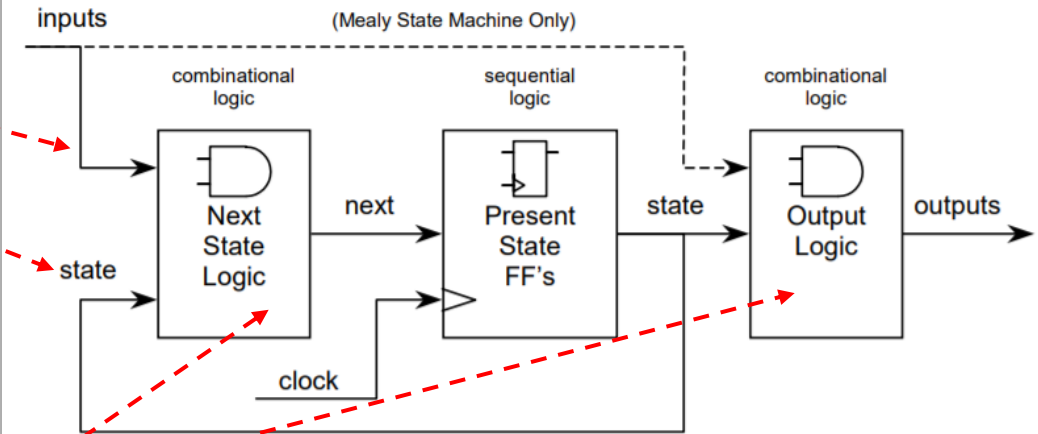 inputs
(Mealy State Machine Only)
combinational
logic
sequential
logic
combinational
logic
Next
State
Logic
next
Present
State
FF's
state
Output
Logic
outputs
state
clock